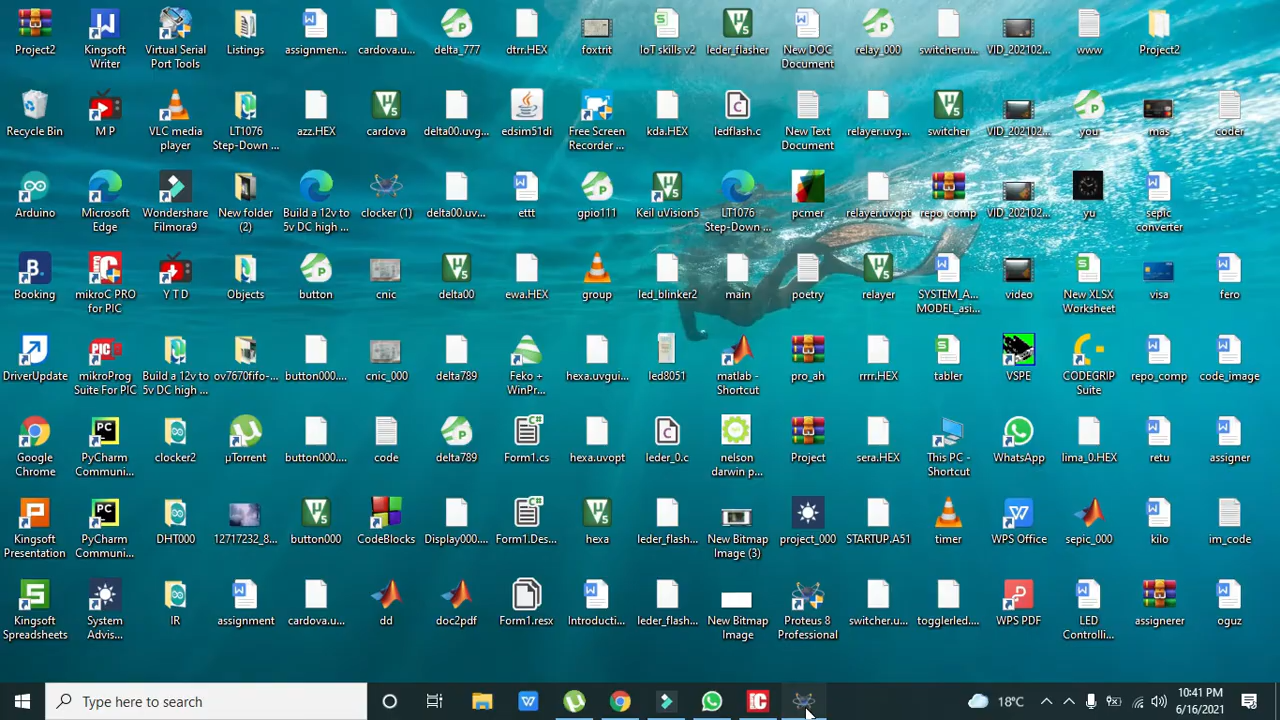 Project2
Kingsoft
Writer
Virtual Serial
Port Tools
Listings
assignmen...
cardova.u...
delta_777
dtrr.HEX
foxtrit
IoT skills v2
leder_flasher
New DOC
Document
relay_000
switcher.u...
VID_202102...
www
Project2
Recycle Bin
M P
VLC media
player
LT1076
Step-Down ...
azz.HEX
cardova
delta00.uvg...
edsim51di
Free Screen
Recorder ...
kda.HEX
ledflash.c
New Text
Document
relayer.uvg...
switcher
VID_202102...
you
mas
coder
Arduino
Microsoft
Edge
Wondershare
Filmora9
New folder
(2)
Build a 12v to
5v DC high ...
clocker (1)
delta00.uv...
ettt
gpio111
Keil uVision5
LT1076
Step-Down ...
pcmer
relayer.uvopt
repo_comp
VID_202102...
yu
sepic
converter
Booking
mikroC PRO
for PIC
Y T D
Objects
button
cnic
delta00
ewa.HEX
group
led_blinker2
main
poetry
relayer
SYSTEM_A...
MODEL_asi...
video
New XLSX
Worksheet
visa
fero
DriverUpdate
mikroProg
Suite For PIC
Build a 12v to
5v DC high ...
ov7670fifo-...
button000....
cnic_000
delta789
Feko +
WinPr...
hexa.uvgui...
led8051
matlab -
Shortcut
pro_ah
rrrr.HEX
tabler
VSPE
CODEGRIP
Suite
repo_comp
code_image
Google
Chrome
PyCharm
Communi...
clocker2
µTorrent
button000....
code
delta789
Form1.cs
hexa.uvopt
leder_0.c
nelson
darwin p...
Project
sera.HEX
This PC -
Shortcut
WhatsApp
lima_0.HEX
retu
assigner
Kingsoft
Presentation
PyCharm
Communi...
DHT000
12717232_8...
button000
CodeBlocks
Display000....
Form1.Des...
hexa
leder_flash...
New Bitmap
Image (3)
project_000
STARTUP.A51
timer
WPS Office
sepic_000
kilo
im_code
Kingsoft
Spreadsheets
System
Advis...
IR
assignment
cardova.u...
dd
doc2pdf
Form1.resx
Introducti...
leder_flash...
New Bitmap
Image
Proteus 8
Professional
switcher.u...
togglerled....
WPS PDF
LED
Controlli...
assignerer
oguz
Type here to search
18°C
10:41 PM
6/16/2021